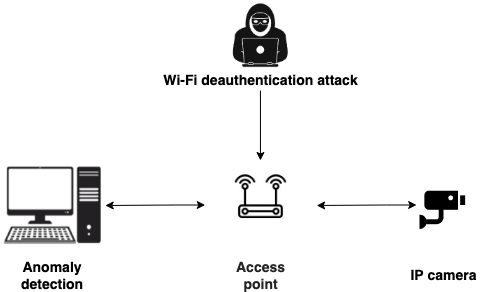 Wi-Fi deauthentication attack
Anomaly
detection
Access
point
IP camera